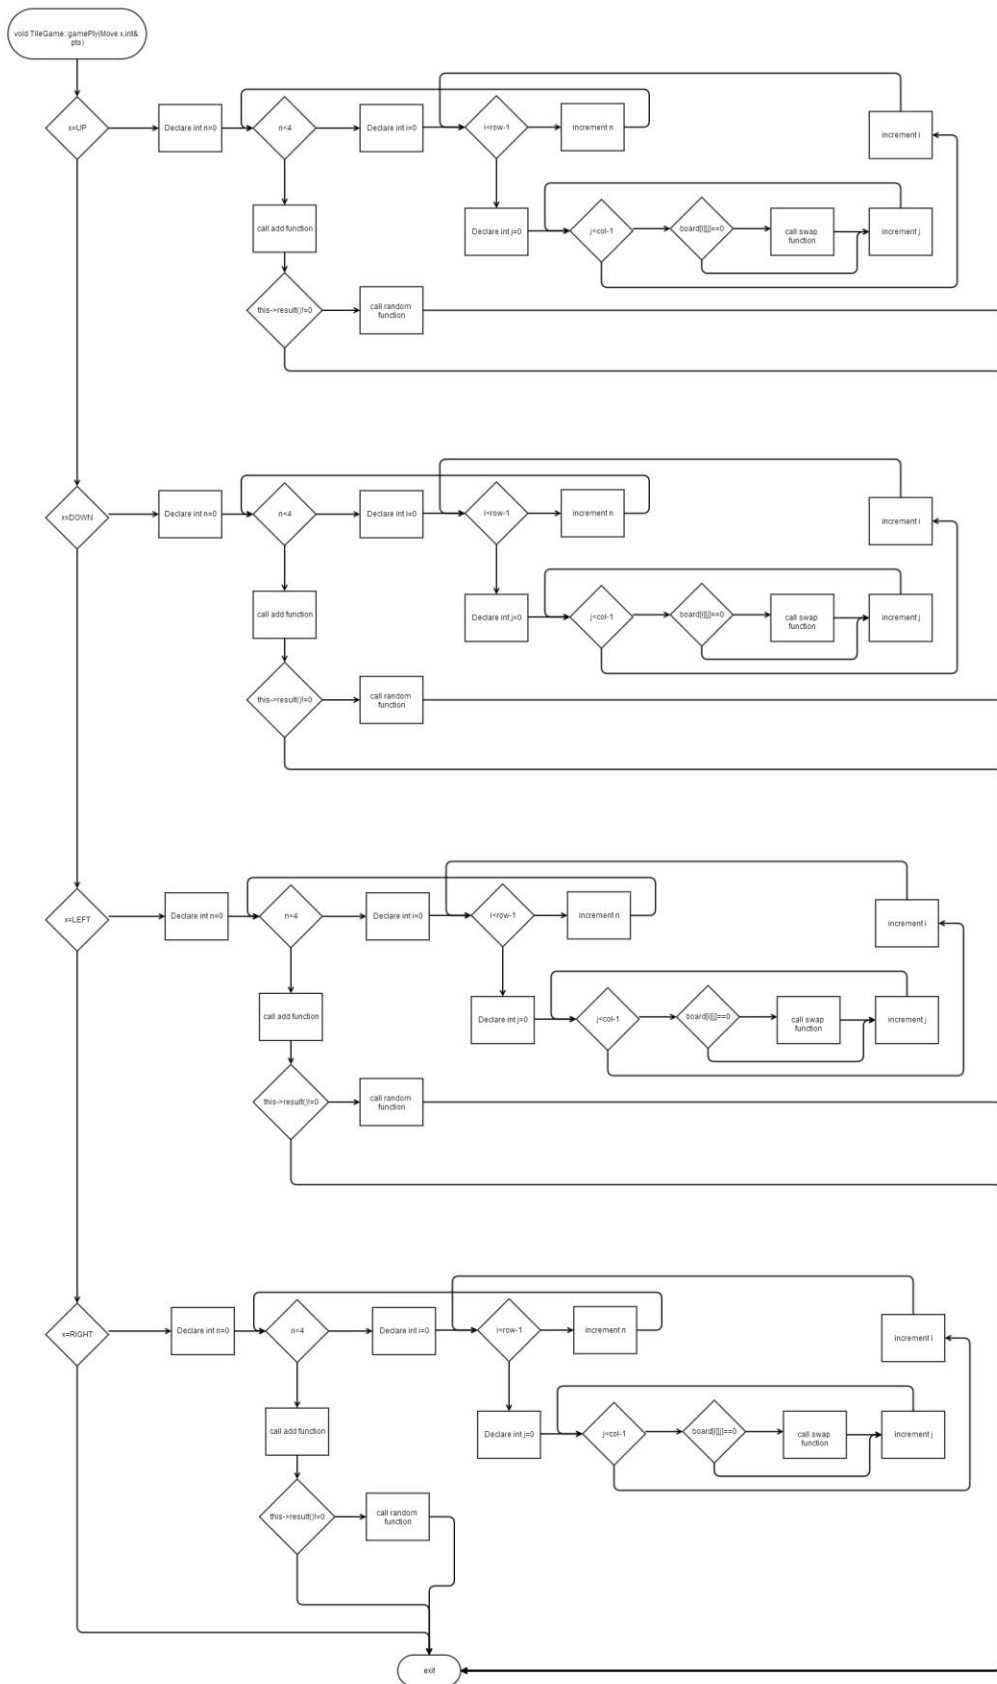 void TileGame::gamePly(Move x,int&
pts)
x=UP
Declare int n=0
n<4
Declare int i=0
i<row-1
increment n
increment i
call add function
Declare int j=0
j<col-1
board[i][j]==0
call swap
function
increment j
this->result()!=0
call random
function
x=DOWN
Declare int n=0
n<4
Declare int i=0
i<row-1
increment n
increment i
call add function
Declare int j=0
j<col-1
board[i][j]==0
call swap
function
increment j
this->result()!=0
call random
function
x=LEFT
Declare int n=0
n<4
Declare int i=0
i<row-1
increment n
increment i
call add function
Declare int j=0
j<col-1
board[i][j]==0
call swap
function
increment j
this->result()!=0
call random
function
x=RIGHT
Declare int n=0
n<4
Declare int i=0
i<row-1
increment n
increment i
call add function
Declare int j=0
j<col-1
board[i][j]==0
call swap
function
increment j
this->result()!=0
call random
function
exit